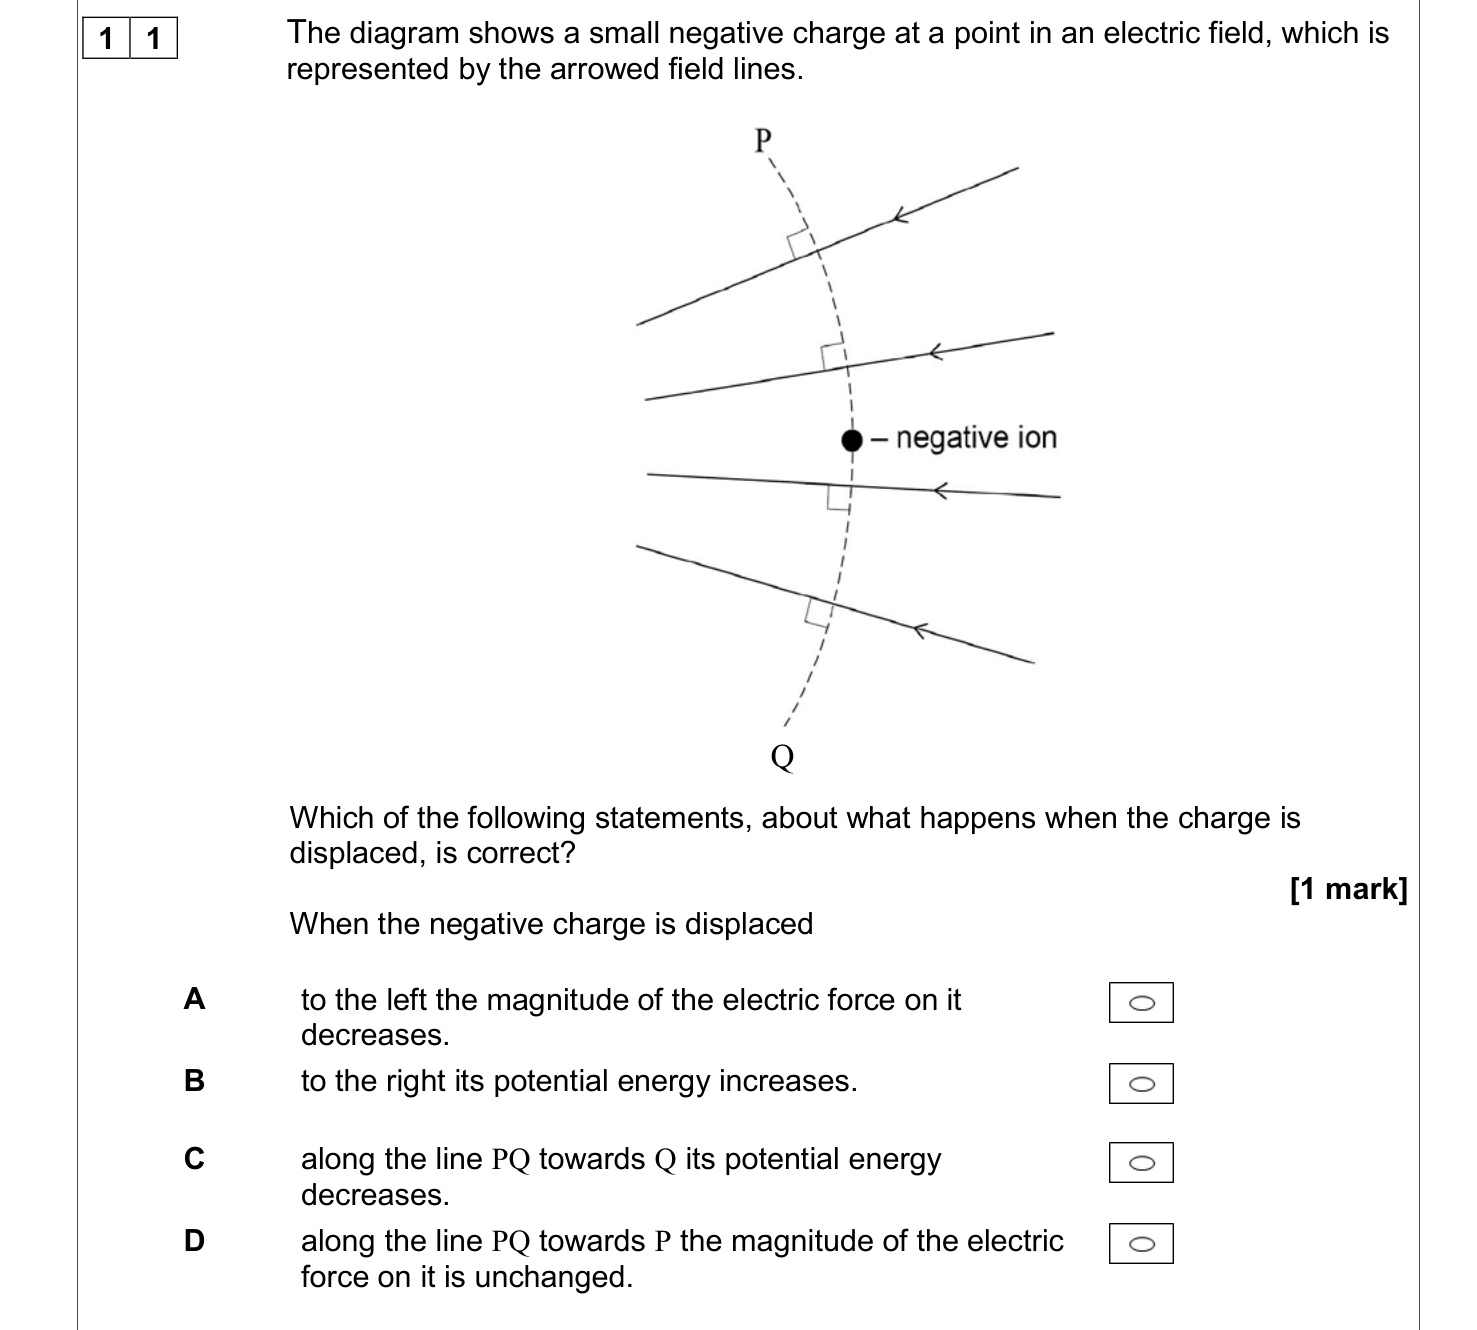 1 1
The diagram shows a small negative charge at a point in an electric field, which is
represented by the arrowed field lines.
P
– negative ion
Q
Which of the following statements, about what happens when the charge is
displaced, is correct?
[1 mark]
When the negative charge is displaced
A to the left the magnitude of the electric force on it
decreases.
B to the right its potential energy increases.
C along the line PQ towards Q its potential energy
decreases.
D along the line PQ towards P the magnitude of the electric
force on it is unchanged.